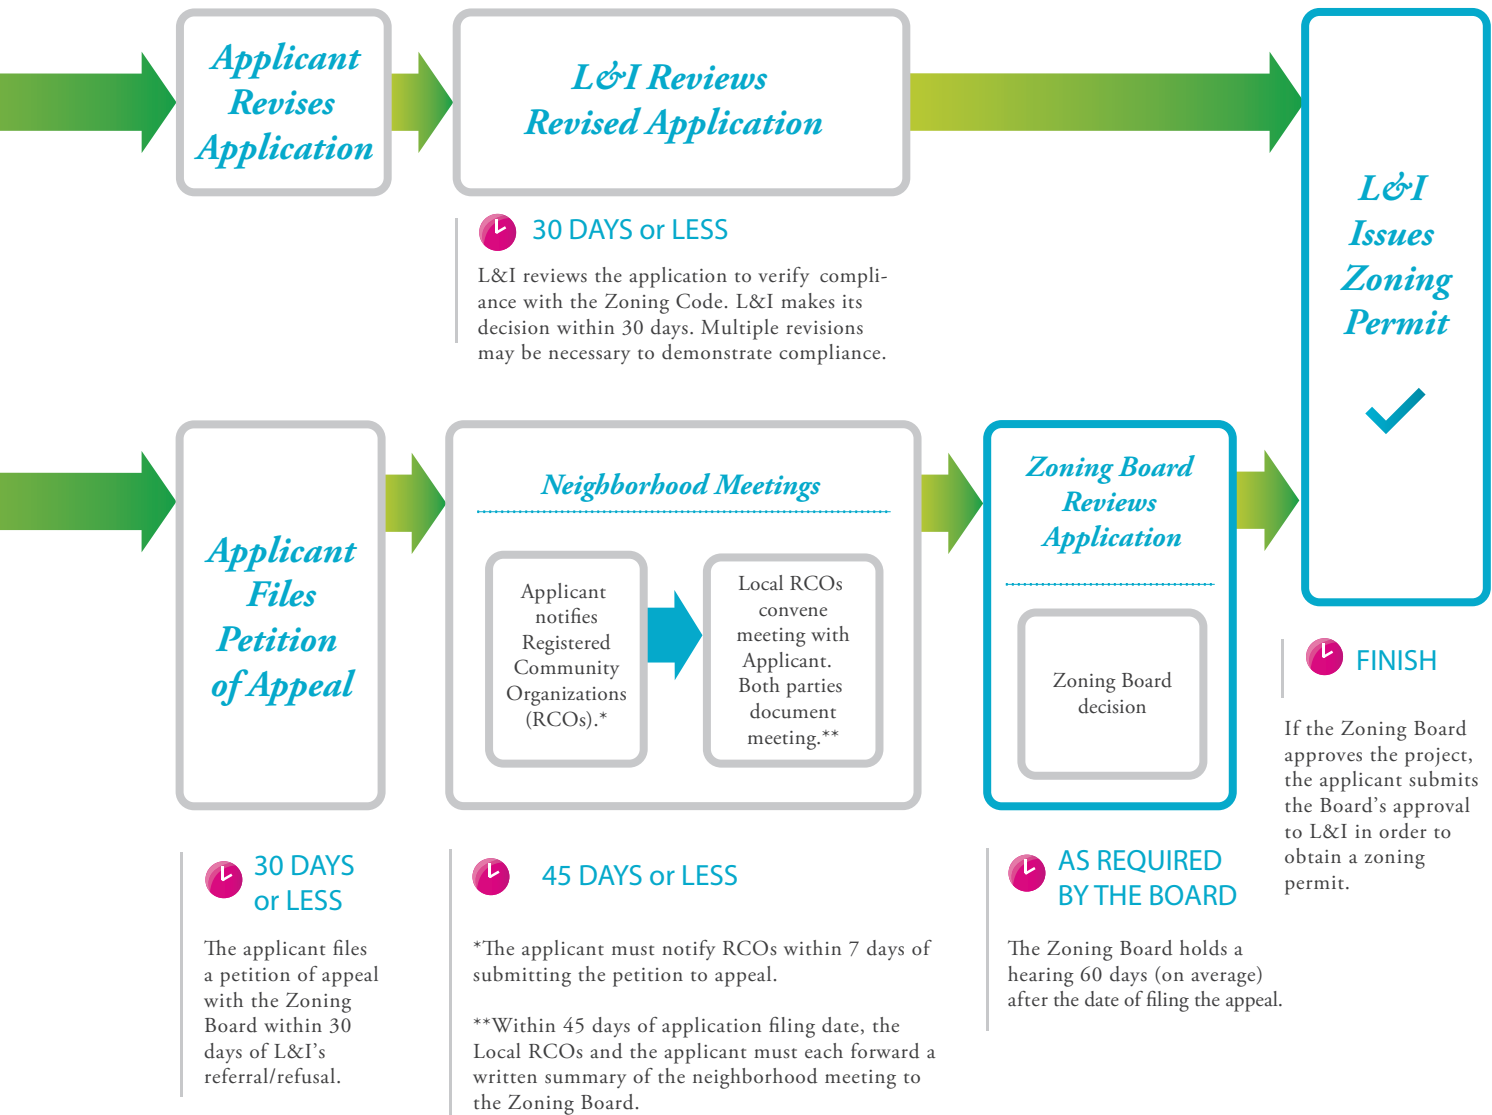 Applicant
Revises
Application
L&I Reviews
Revised Application
30 DAYS or LESS
L&I reviews the application to verify compli-
ance with the Zoning Code. L&I makes its
decision within 30 days. Multiple revisions
may be necessary to demonstrate compliance.
L&I
Issues
Zoning
Permit
Applicant
Files
Petition
of Appeal
30 DAYS
or LESS
The applicant files
a petition of appeal
with the Zoning
Board within 30
days of L&I's
referral/refusal.
Neighborhood Meetings
Applicant
notifies
Registered
Community
Organizations
(RCOs).*
Local RCOs
convene
meeting with
Applicant.
Both parties
document
meeting.**
45 DAYS or LESS
*The applicant must notify RCOs within 7 days of
submitting the petition to appeal.
**Within 45 days of application filing date, the
Local RCOs and the applicant must each forward a
written summary of the neighborhood meeting to
the Zoning Board.
Zoning Board
Reviews
Application
Zoning Board
decision
AS REQUIRED
BY THE BOARD
The Zoning Board holds a
hearing 60 days (on average)
after the date of filing the appeal.
FINISH
If the Zoning Board
approves the project,
the applicant submits
the Board's approval
to L&I in order to
obtain a zoning
permit.